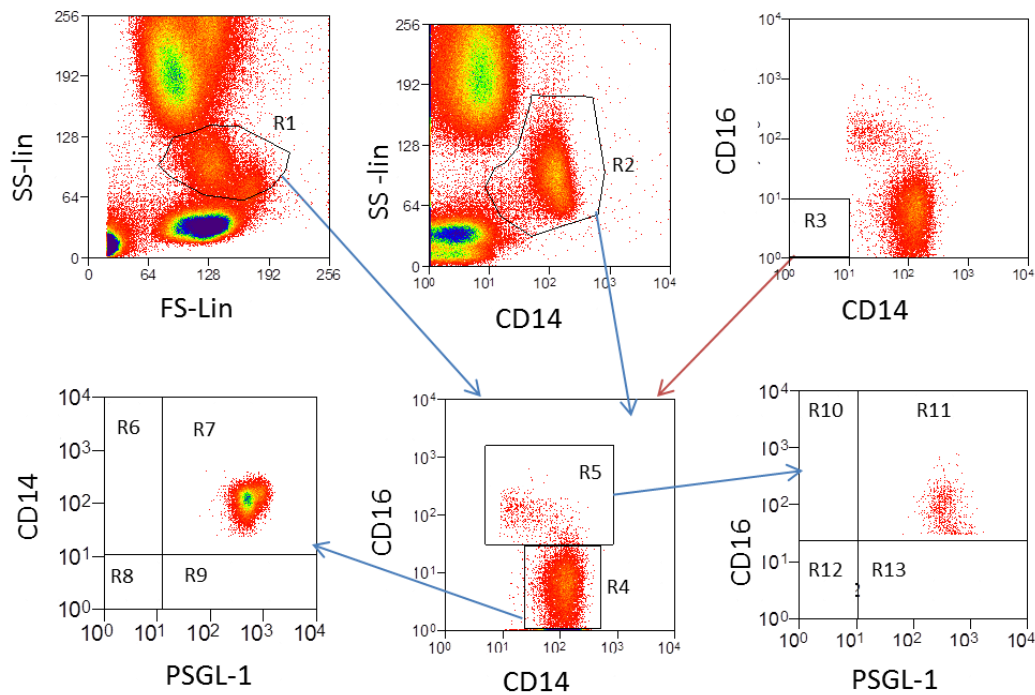 256
192
128
64
0
SS-lin
R1
0 64 128 192 256
FS-Lin
256
192
128
64
0
SS -lin
R2
10⁰ 10¹ 10² 10³ 10⁴
CD14
10⁴
10³
10²
10¹
10⁰
CD16
R3
10⁰ 10¹ 10² 10³ 10⁴
CD14
10⁴
10³
10²
10¹
10⁰
CD14
R6 R7
R8 R9
10⁰ 10¹ 10² 10³ 10⁴
PSGL-1
10⁴
10³
10²
10¹
10⁰
CD16
R5
R4
10⁰ 10¹ 10² 10³ 10⁴
CD14
10⁴
10³
10²
10¹
10⁰
CD16
R10 R11
R12 R13
10⁰ 10¹ 10² 10³ 10⁴
PSGL-1